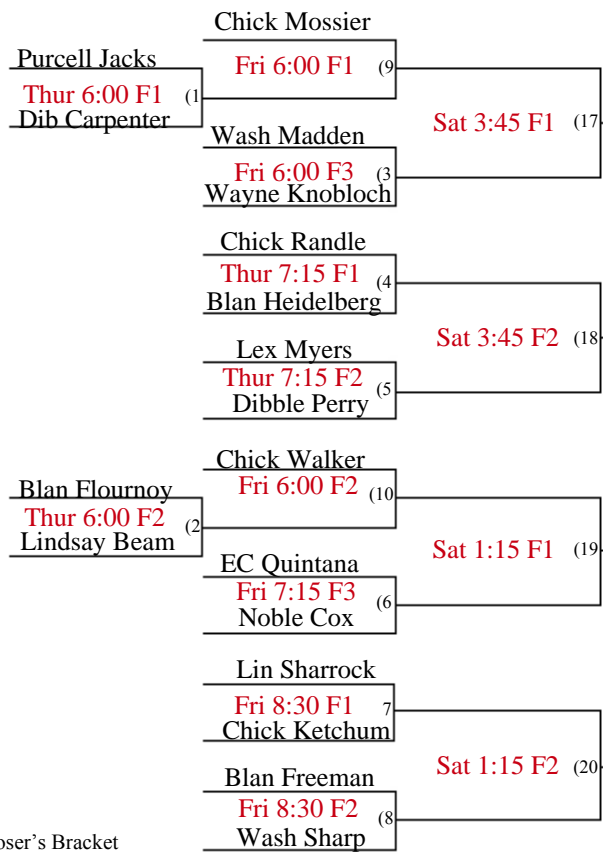 Chick Mossier
Purcell Jacks
Fri 6:00 F1 (9
Thur 6:00 F1 (1
Dib Carpenter
Sat 3:45 F1 (17
Wash Madden
Fri 6:00 F3 (3
Wayne Knobloch
Chick Randle
Thur 7:15 F1 (4
Blan Heidelberg
Sat 3:45 F2 (18
Lex Myers
Thur 7:15 F2 (5
Dibble Perry
Chick Walker
Blan Flournoy
Fri 6:00 F2 (10
Thur 6:00 F2 (2
Lindsay Beam
Sat 1:15 F1 (19
EC Quintana
Fri 7:15 F3 (6
Noble Cox
Lin Sharrock
Fri 8:30 F1 7
Chick Ketchum
Sat 1:15 F2 (20
Blan Freeman
Fri 8:30 F2 (8
Wash Sharp
oser's Bracket